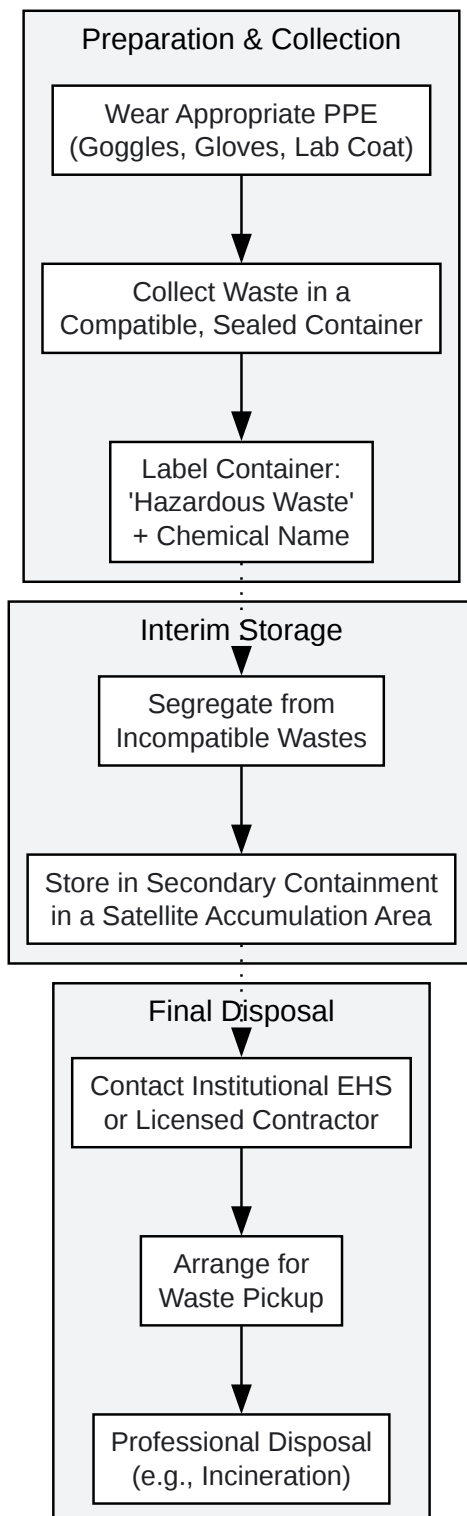 Preparation & Collection
Wear Appropriate PPE
(Goggles, Gloves, Lab Coat)
Collect Waste in a
Compatible, Sealed Container
Label Container:
'Hazardous Waste'
+ Chemical Name
Interim Storage
Segregate from
Incompatible Wastes
Store in Secondary Containment
in a Satellite Accumulation Area
Final Disposal
Contact Institutional EHS
or Licensed Contractor
Arrange for
Waste Pickup
Professional Disposal
(e.g., Incineration)